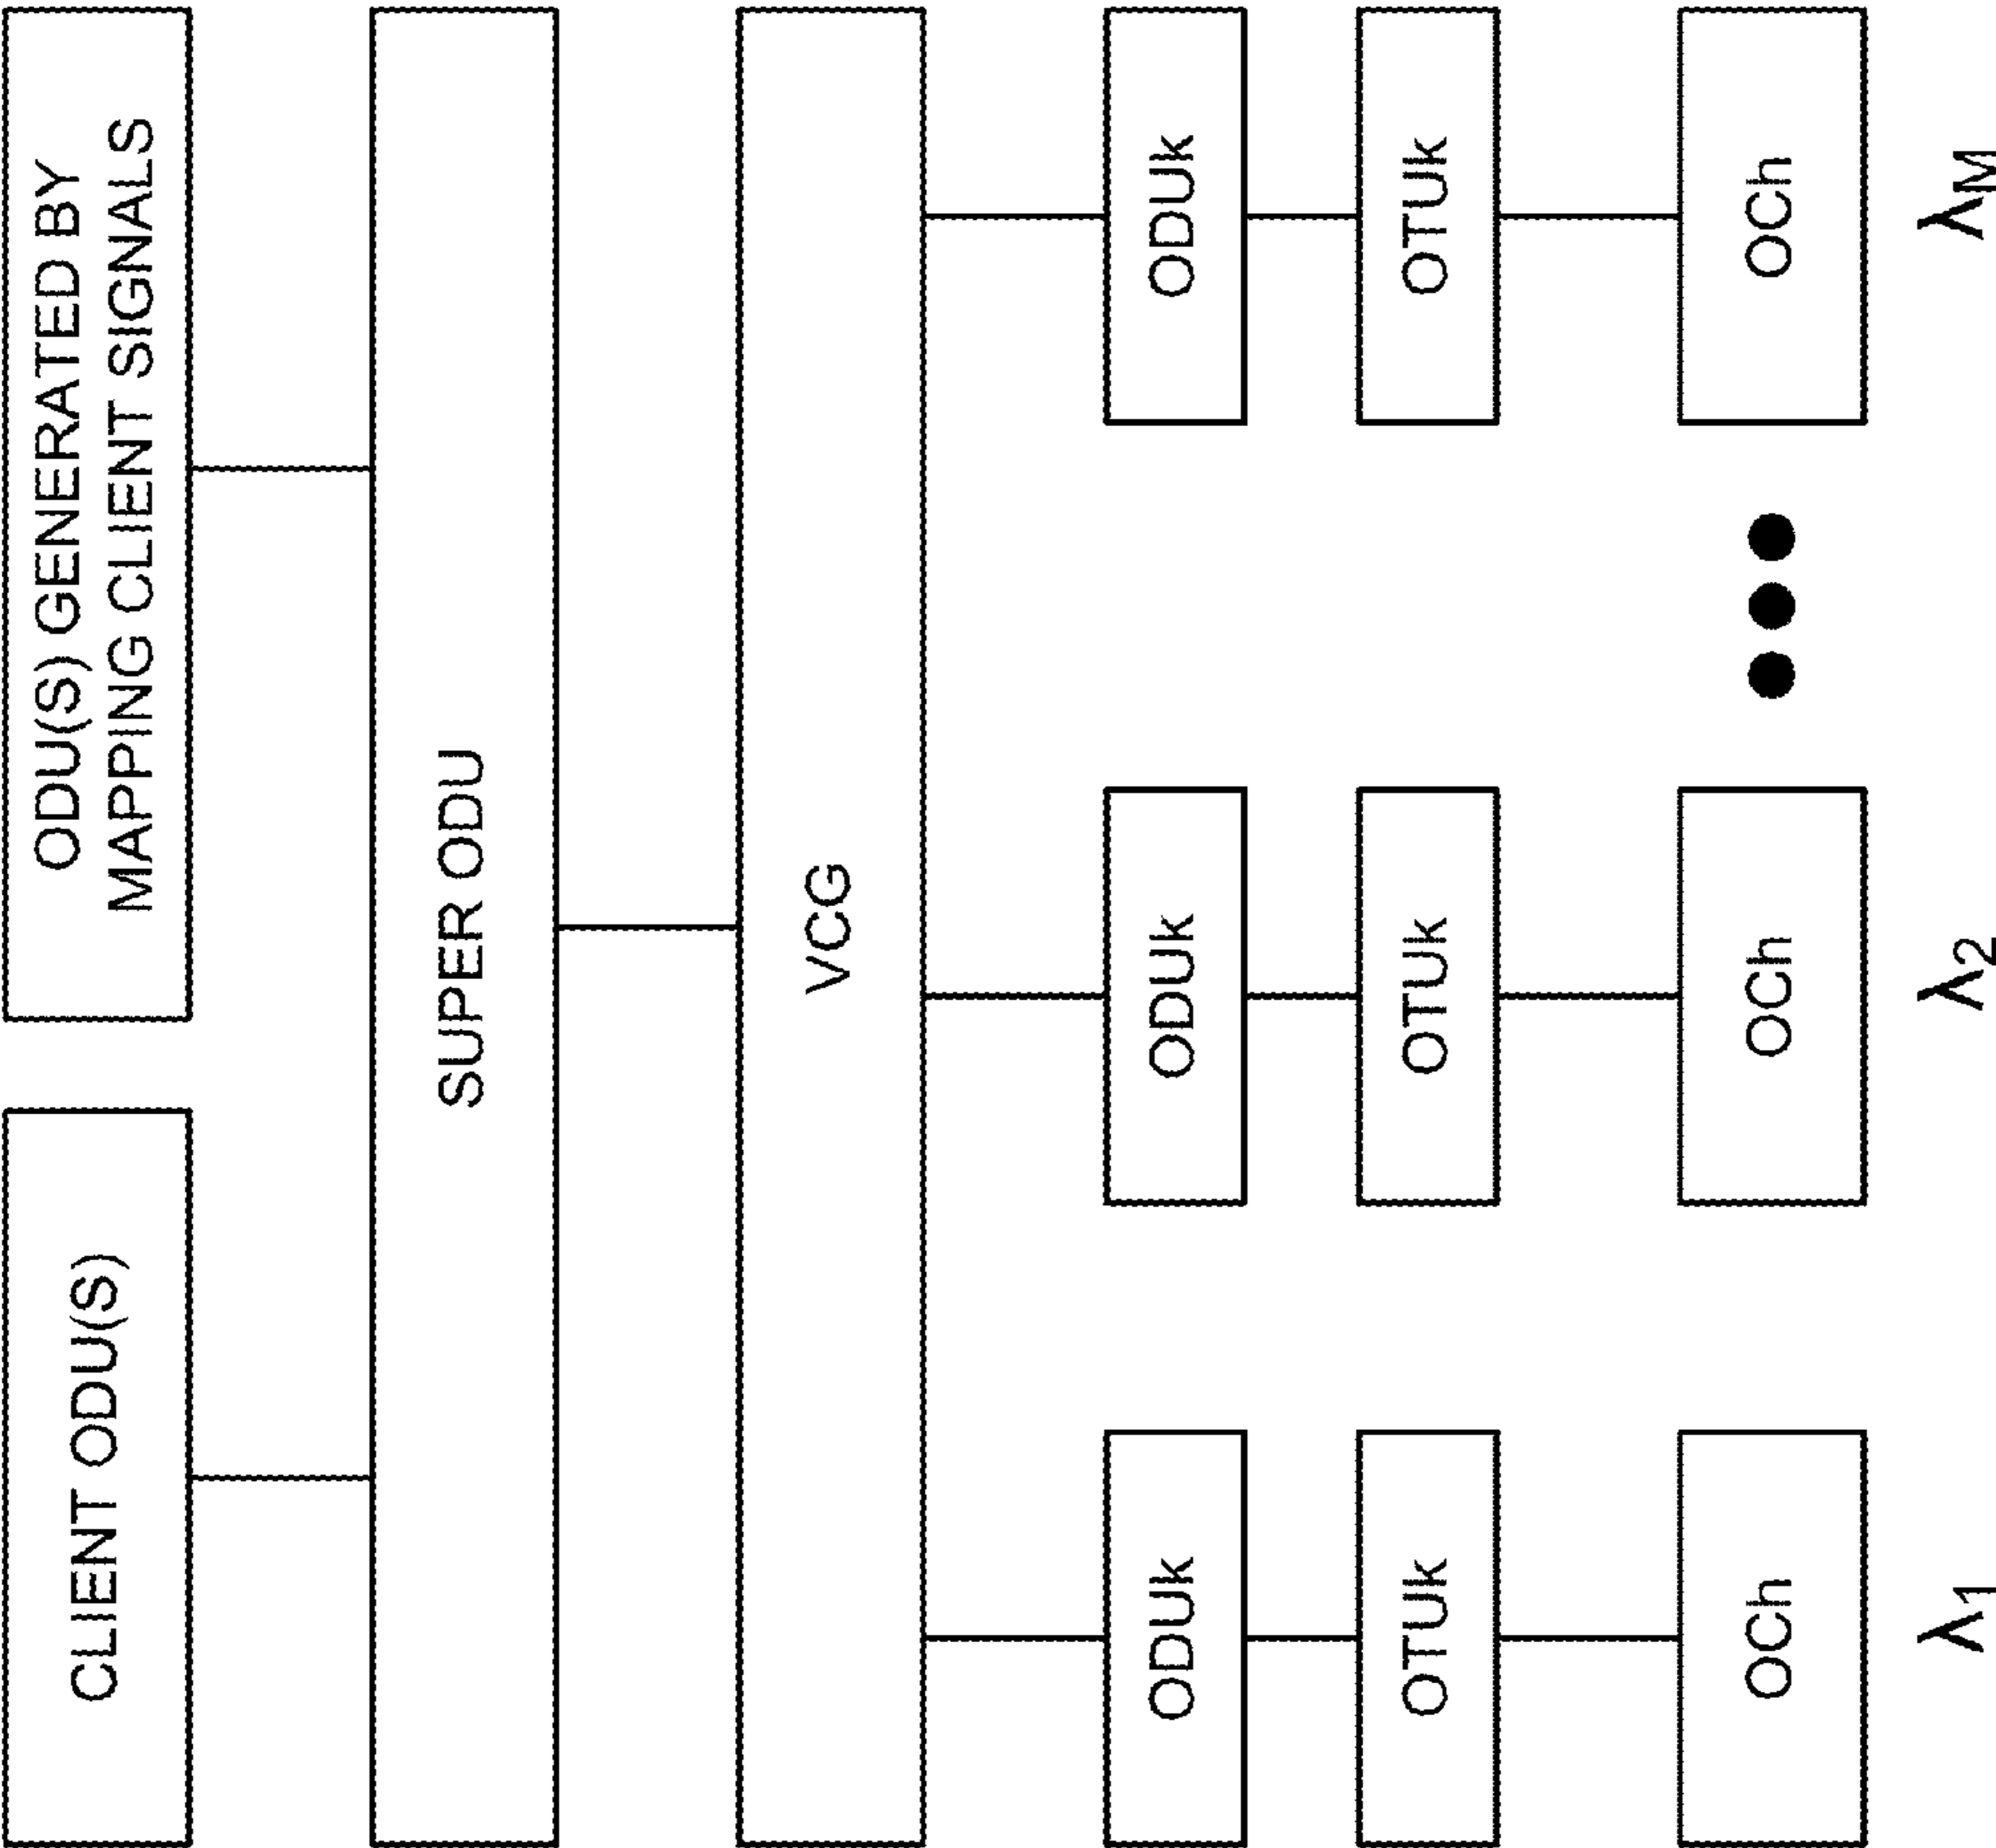 CLIENT ODU(S)
ODU(S) GENERATED BY
MAPPING CLIENT SIGNALS
SUPER ODU
VCG
ODUk
ODUk
ODUk
OTUk
OTUk
OTUk
OCh
OCh
OCh
λ1
λ2
λM